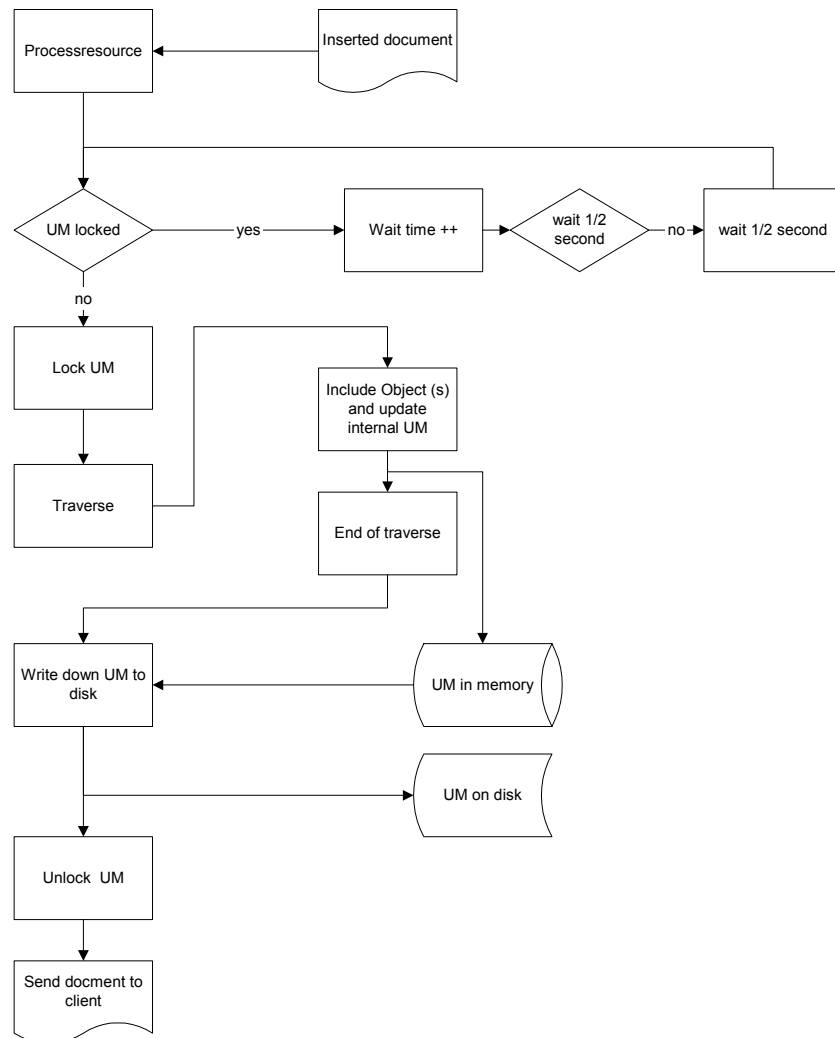 Processresource
Inserted document
UM locked
yes
Wait time ++
wait 1/2
second
no
wait 1/2 second
no
Lock UM
Include Object (s)
and update
internal UM
Traverse
End of traverse
Write down UM to
disk
UM in memory
UM on disk
Unlock UM
Send docment to
client